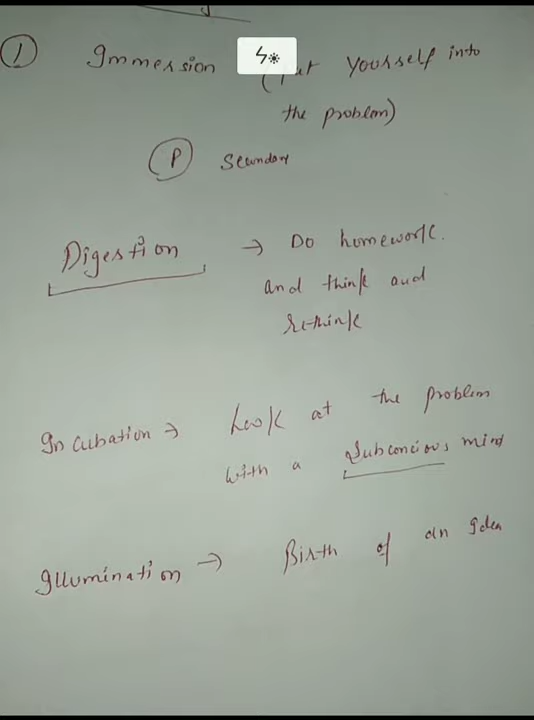 ① Immession (Put Yourself into
the problem)
Ⓟ Secondary
Digestion → Do homework.
and think and
rethink
Incubation → Look at the problem
with a Subconcious mind
Illumination → Birth of an Idea